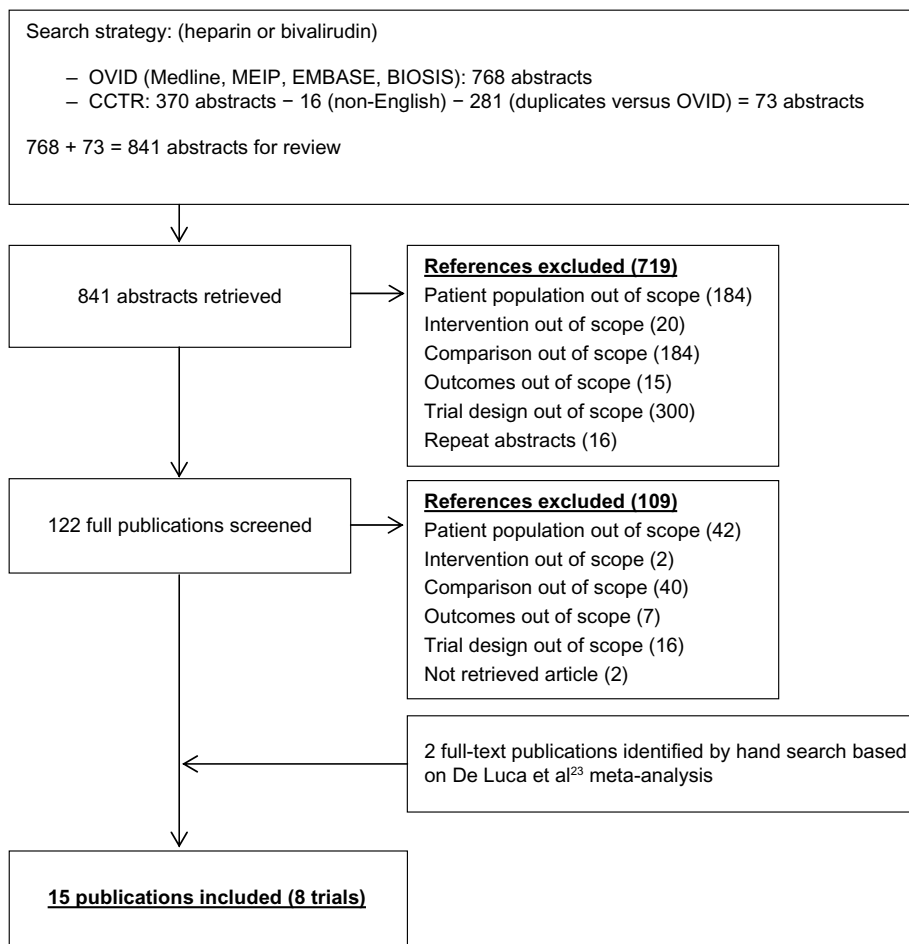 Search strategy: (heparin or bivalirudin)
– OVID (Medline, MEIP, EMBASE, BIOSIS): 768 abstracts
– CCTR: 370 abstracts − 16 (non-English) − 281 (duplicates versus OVID) = 73 abstracts
768 + 73 = 841 abstracts for review
841 abstracts retrieved
References excluded (719)
Patient population out of scope (184)
Intervention out of scope (20)
Comparison out of scope (184)
Outcomes out of scope (15)
Trial design out of scope (300)
Repeat abstracts (16)
122 full publications screened
References excluded (109)
Patient population out of scope (42)
Intervention out of scope (2)
Comparison out of scope (40)
Outcomes out of scope (7)
Trial design out of scope (16)
Not retrieved article (2)
2 full-text publications identified by hand search based
on De Luca et al²³ meta-analysis
15 publications included (8 trials)